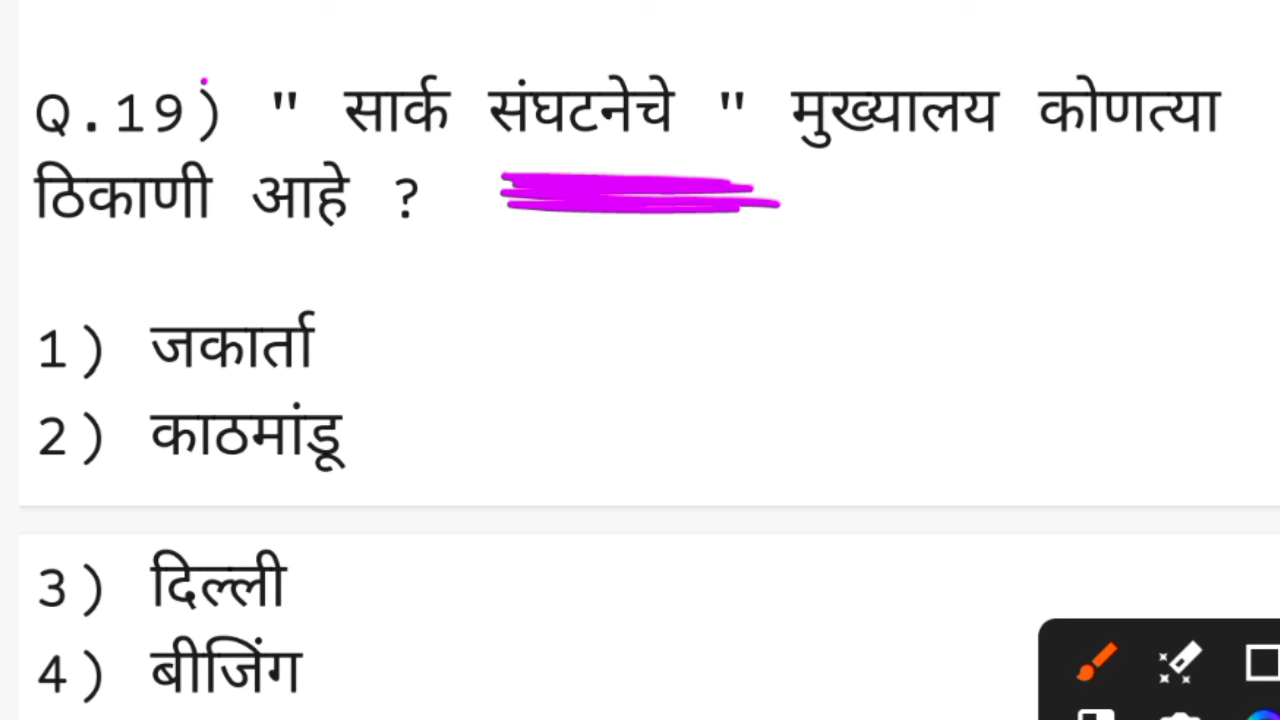 Q.19) " सार्क संघटनेचे " मुख्यालय कोणत्या
ठिकाणी आहे ?
1) जकार्ता
2) काठमांडू
3) दिल्ली
4) बीजिंग